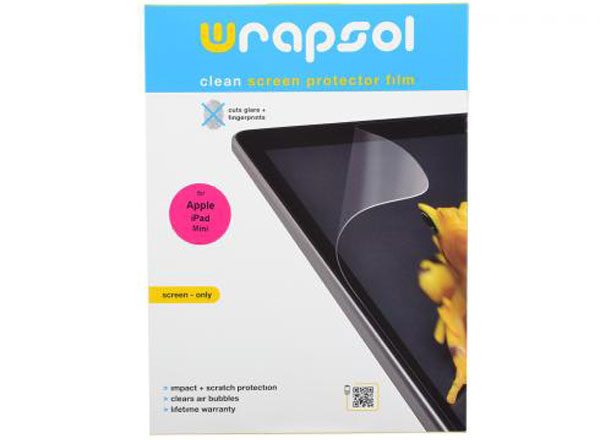 wrapsol
clean screen protector film
cuts glare +
fingerprints
for
Apple
iPad
Mini
screen - only
impact + scratch protection
clears air bubbles
lifetime warranty